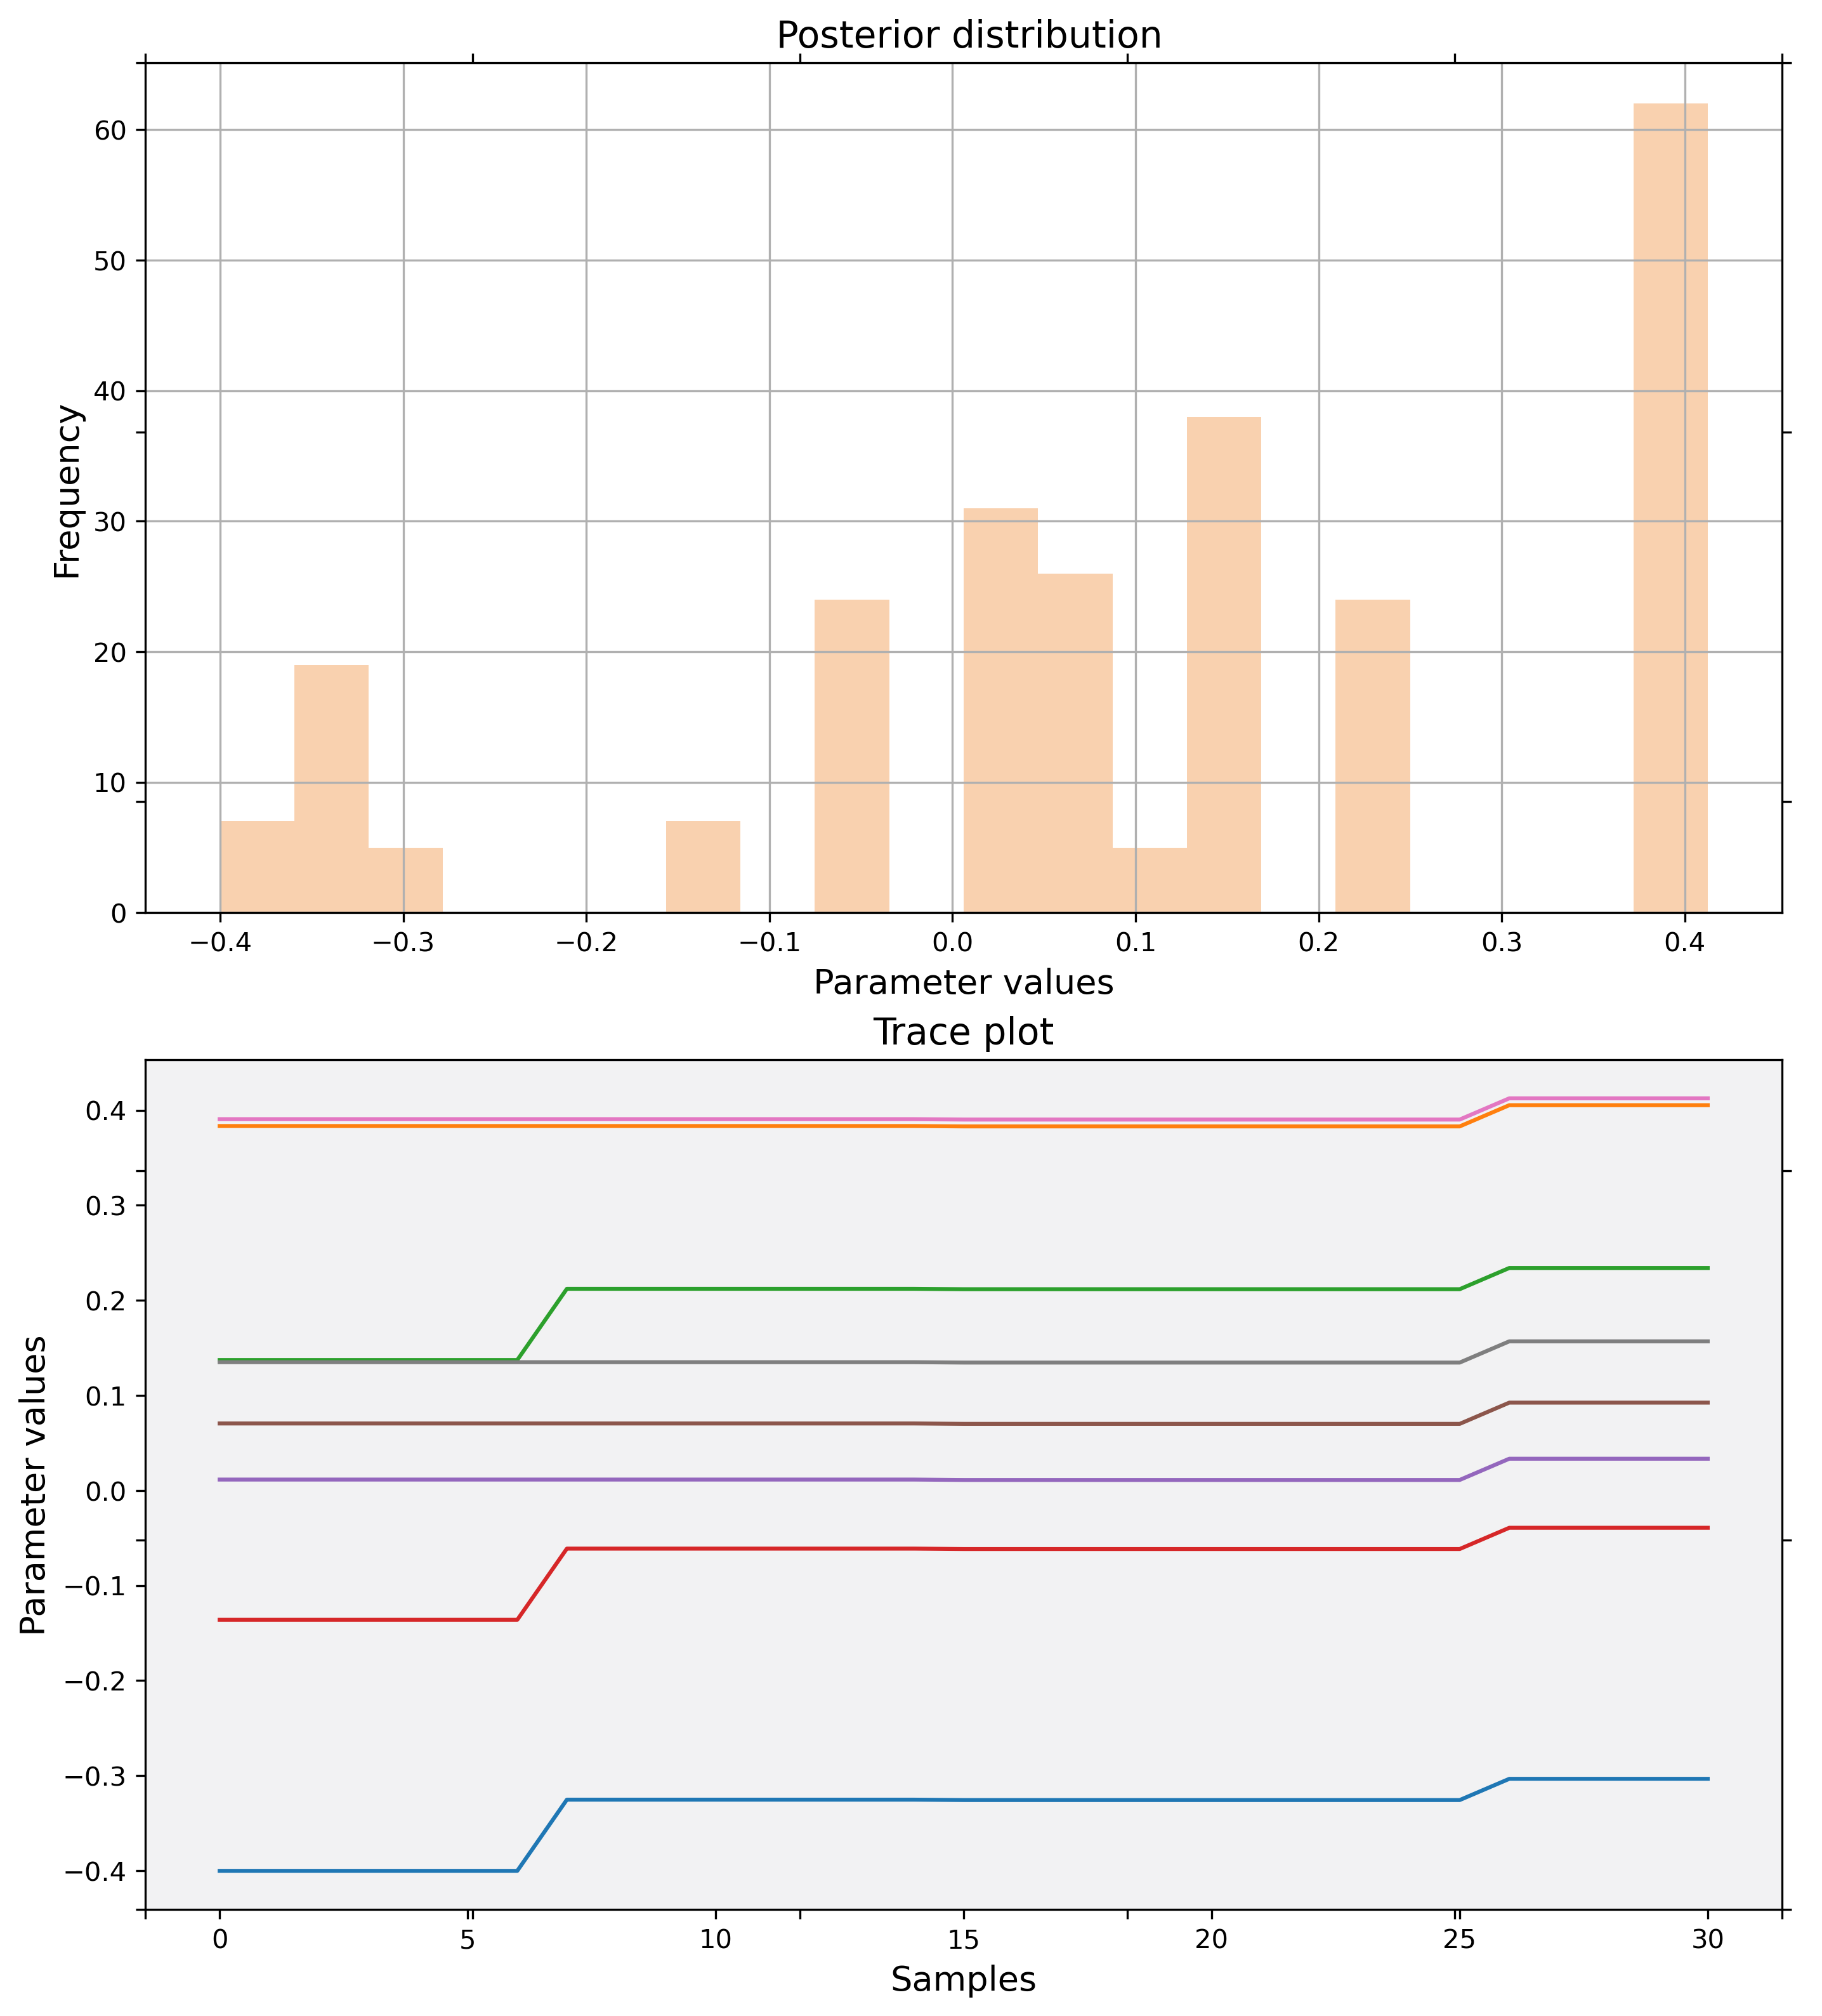 Posterior distribution
60
50
40
30
20
10
0
Frequency
−0.4 −0.3 −0.2 −0.1 0.0 0.1 0.2 0.3 0.4
Parameter values
Trace plot
0.4
0.3
0.2
0.1
0.0
−0.1
−0.2
−0.3
−0.4
Parameter values
0 5 10 15 20 25 30
Samples